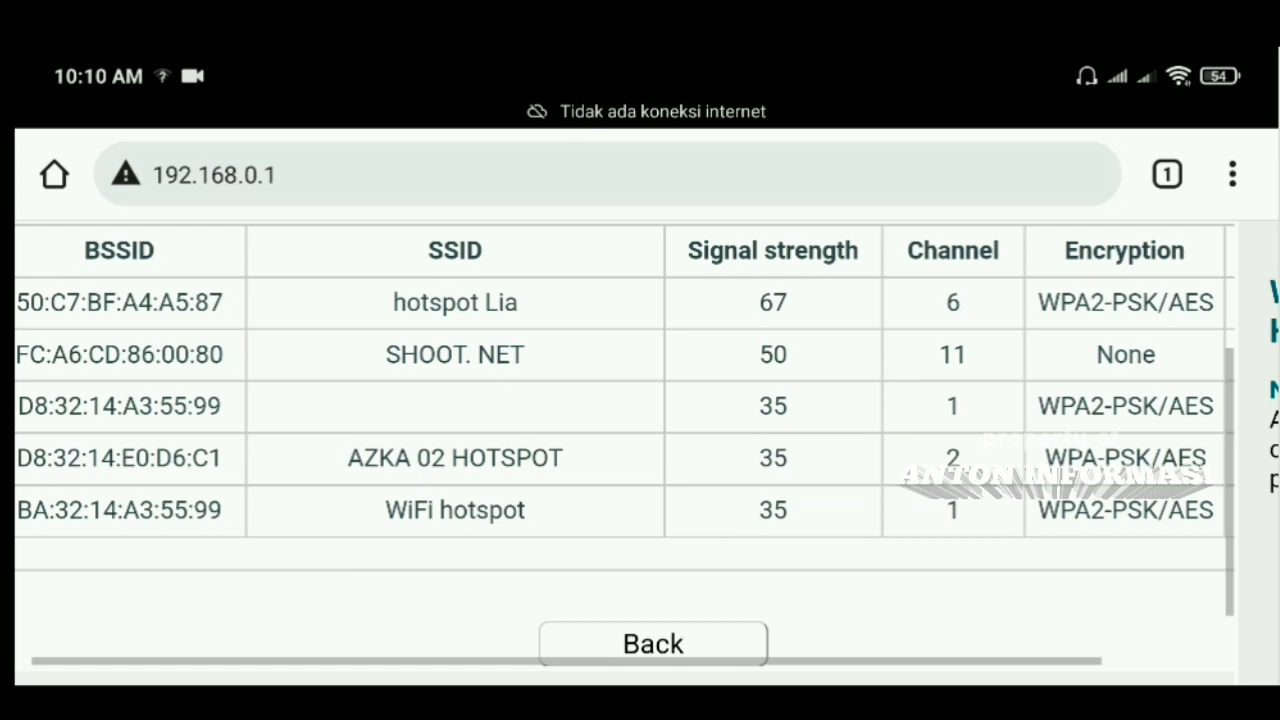 10:10 AM
54
Tidak ada koneksi internet
192.168.0.1
1
BSSID SSID Signal strength Channel Encryption
50:C7:BF:A4:A5:87 hotspot Lia 67 6 WPA2-PSK/AES
FC:A6:CD:86:00:80 SHOOT. NET 50 11 None
D8:32:14:A3:55:99 35 1 WPA2-PSK/AES
property of
D8:32:14:E0:D6:C1 AZKA 02 HOTSPOT 35 2 WPA-PSK/AES
ANTON INFORMASI
BA:32:14:A3:55:99 WiFi hotspot 35 1 WPA2-PSK/AES
Back